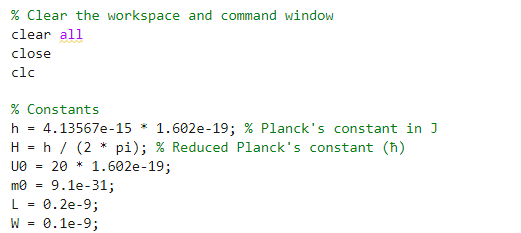 % Clear the workspace and command window
clear all
close
clc
% Constants
h = 4.13567e-15 * 1.602e-19; % Planck's constant in J
H = h / (2 * pi); % Reduced Planck's constant (ħ)
U0 = 20 * 1.602e-19;
m0 = 9.1e-31;
L = 0.2e-9;
W = 0.1e-9;